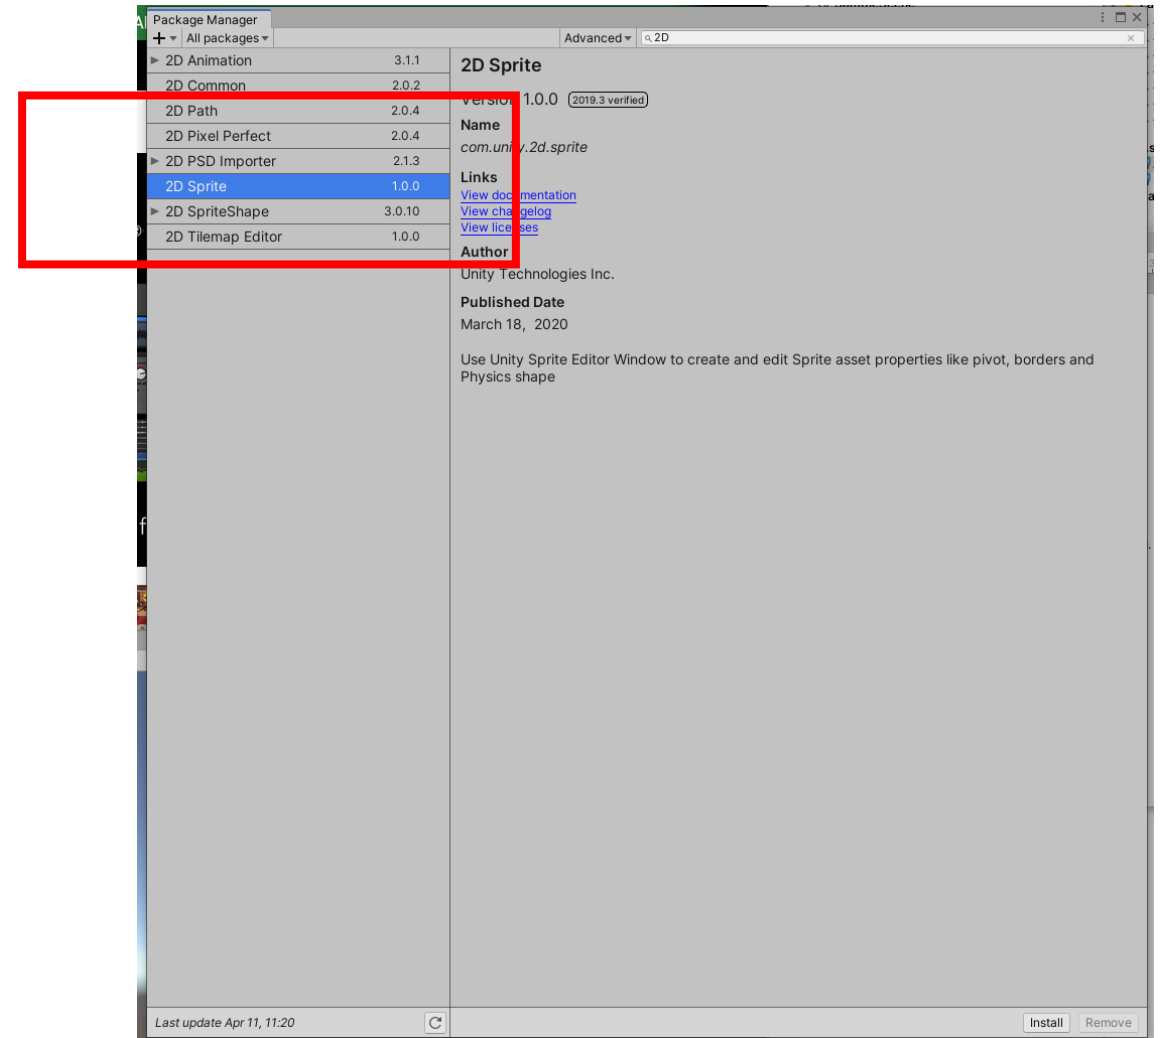 Package Manager
All packages
Advanced
2D
2D Animation 3.1.1
2D Common 2.0.2
2D Path 2.0.4
2D Pixel Perfect 2.0.4
2D PSD Importer 2.1.3
2D Sprite 1.0.0
2D SpriteShape 3.0.10
2D Tilemap Editor 1.0.0
2D Sprite
Version 1.0.0 2019.3 verified
Name
com.unity.2d.sprite
Links
View documentation
View changelog
View licenses
Author
Unity Technologies Inc.
Published Date
March 18, 2020
Use Unity Sprite Editor Window to create and edit Sprite asset properties like pivot, borders and
Physics shape
Last update Apr 11, 11:20
Install Remove